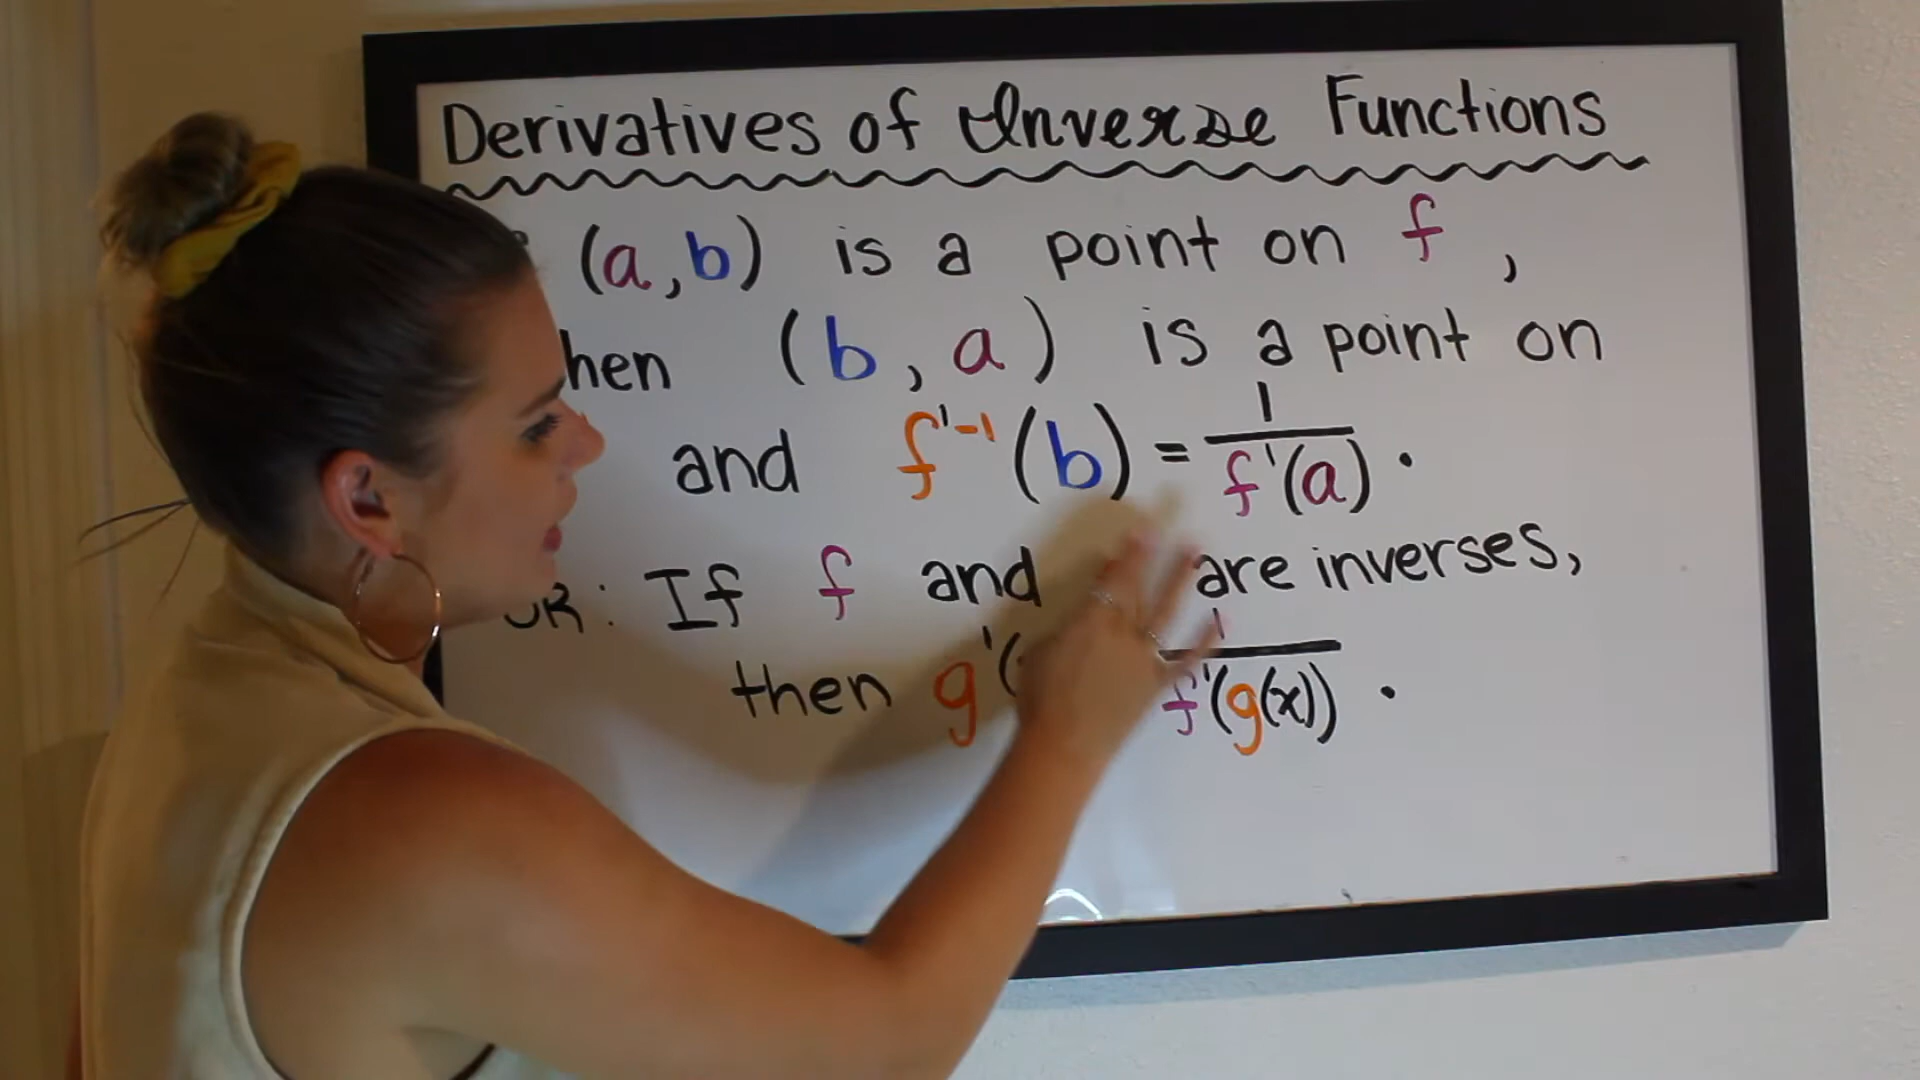 Derivatives of Inverse Functions
(a,b) is a point on f,
hen (b, a) is a point on
and f'⁻¹(b) = 1/f'(a).
OR: If f and are inverses,
then g'( 1/f'(g(x)).